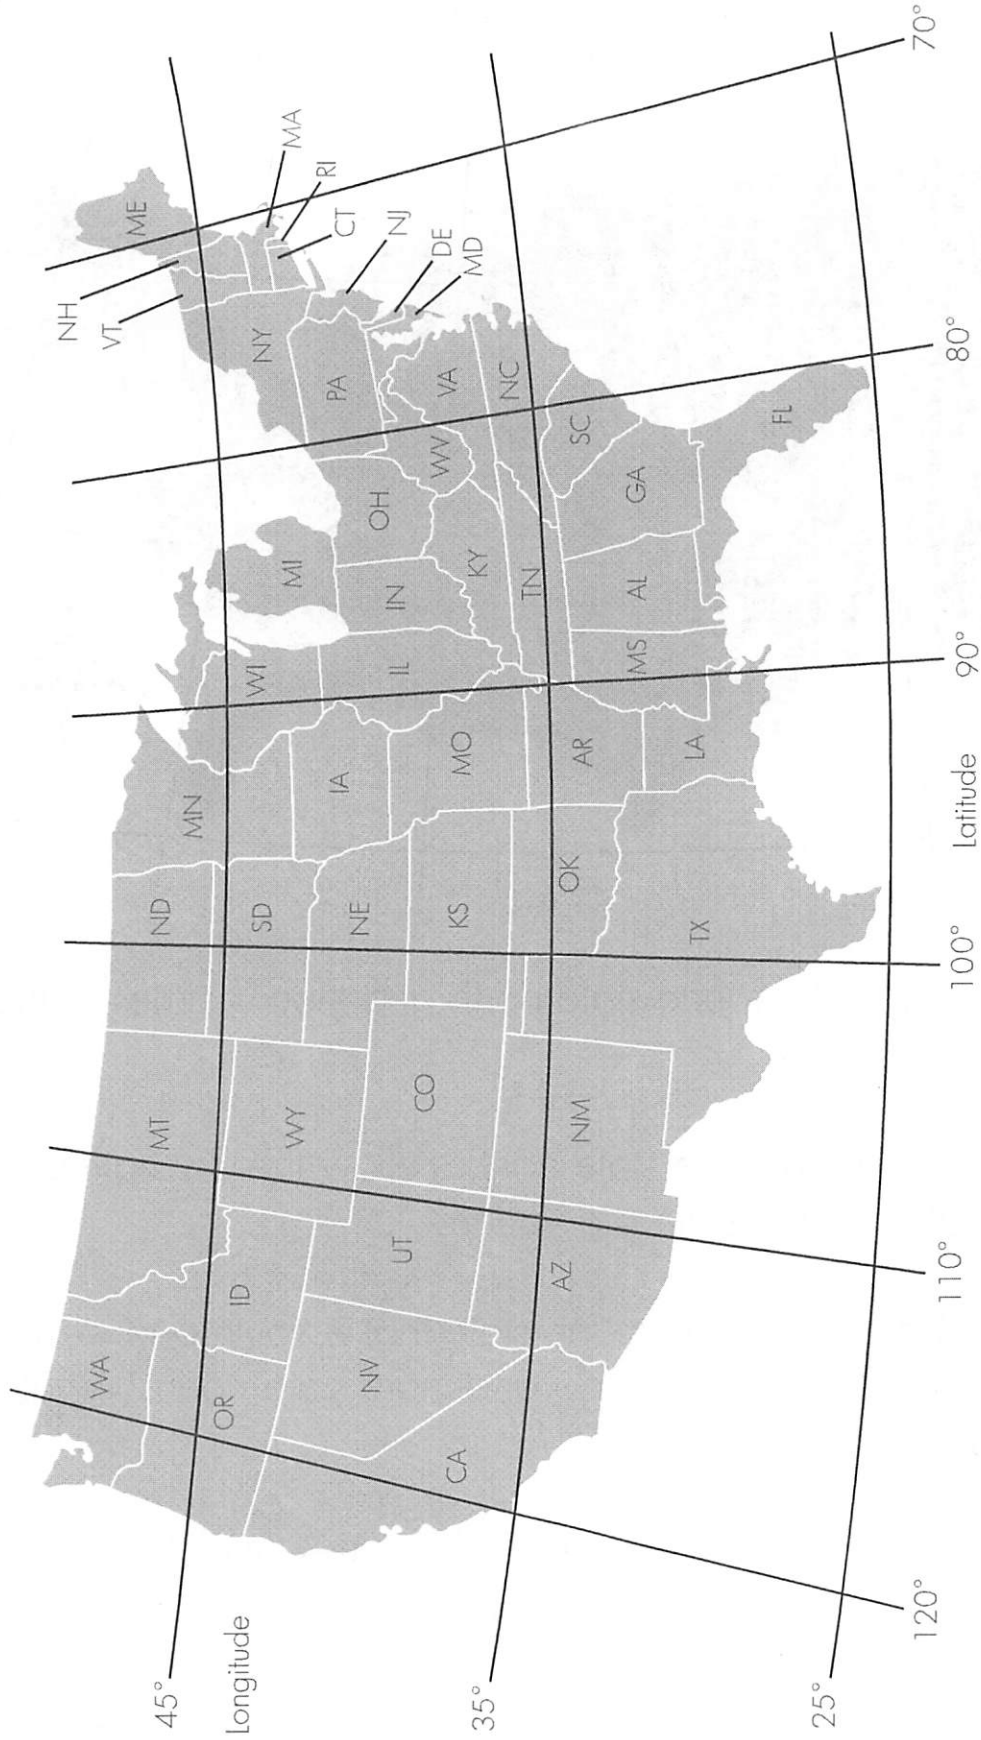 WA
MT
ND
MN
ME
NH
VT
OR
ID
WY
SD
WI
MI
NY
MA
RI
CT
NJ
DE
MD
NV
UT
CO
NE
IA
IL
IN
OH
PA
WV
VA
CA
AZ
NM
KS
MO
KY
TN
NC
SC
OK
AR
MS
AL
GA
TX
LA
FL
45°
Longitude
35°
25°
120°
110°
100°
Latitude
90°
80°
70°